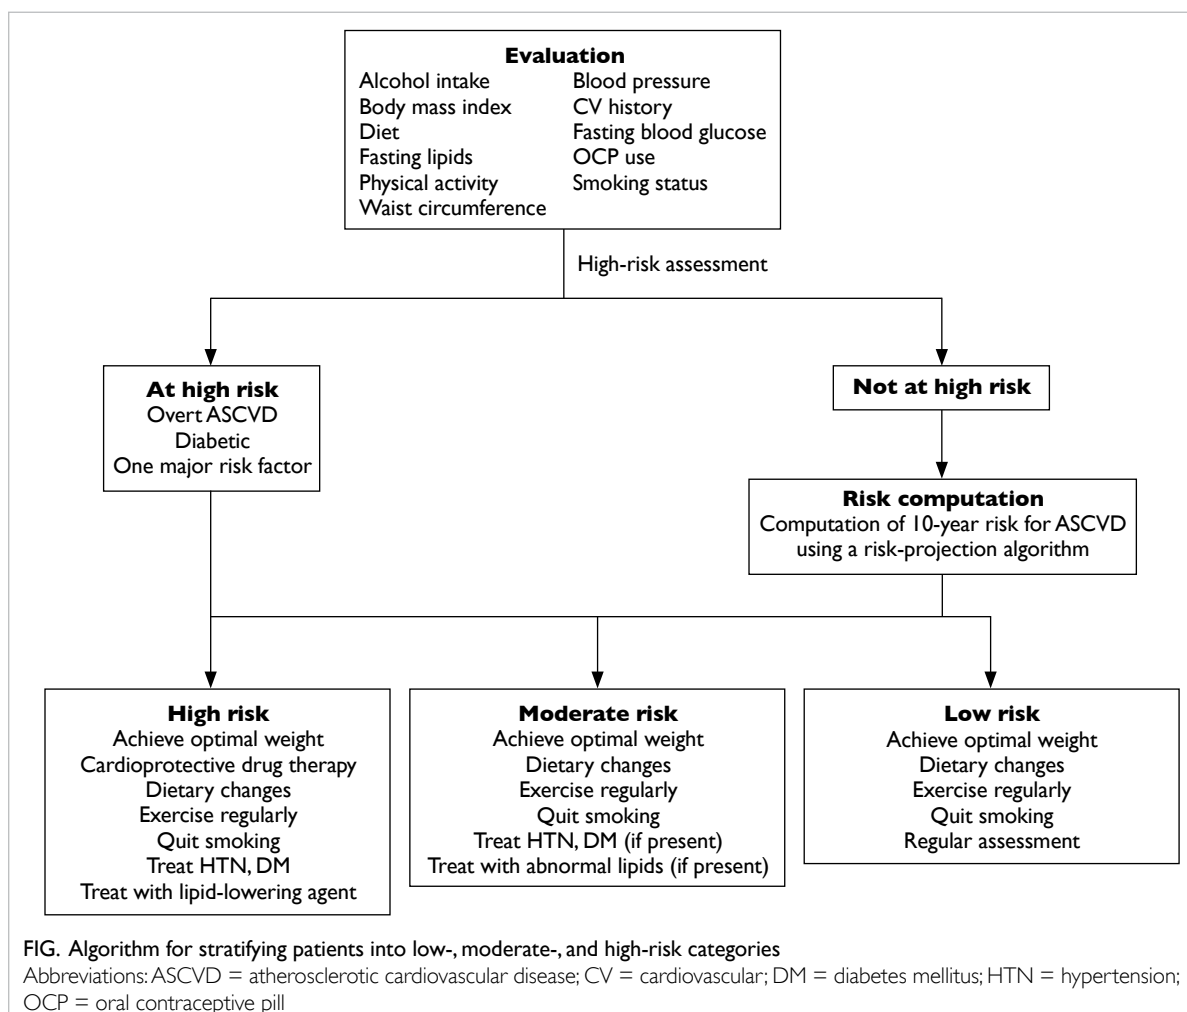 Evaluation
Alcohol intake
Body mass index
Diet
Fasting lipids
Physical activity
Waist circumference
Blood pressure
CV history
Fasting blood glucose
OCP use
Smoking status
High-risk assessment
At high risk
Overt ASCVD
Diabetic
One major risk factor
Not at high risk
Risk computation
Computation of 10-year risk for ASCVD
using a risk-projection algorithm
High risk
Achieve optimal weight
Cardioprotective drug therapy
Dietary changes
Exercise regularly
Quit smoking
Treat HTN, DM
Treat with lipid-lowering agent
Moderate risk
Achieve optimal weight
Dietary changes
Exercise regularly
Quit smoking
Treat HTN, DM (if present)
Treat with abnormal lipids (if present)
Low risk
Achieve optimal weight
Dietary changes
Exercise regularly
Quit smoking
Regular assessment
FIG. Algorithm for stratifying patients into low-, moderate-, and high-risk categories
Abbreviations: ASCVD = atherosclerotic cardiovascular disease; CV = cardiovascular; DM = diabetes mellitus; HTN = hypertension;
OCP = oral contraceptive pill